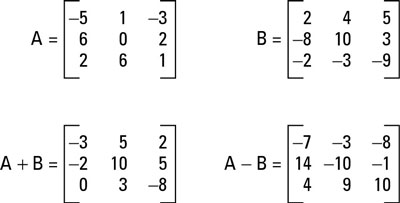 A = [−5 1 −3
6 0 2
2 6 1]
B = [2 4 5
−8 10 3
−2 −3 −9]
A + B = [−3 5 2
−2 10 5
0 3 −8]
A − B = [−7 −3 −8
14 −10 −1
4 9 10]